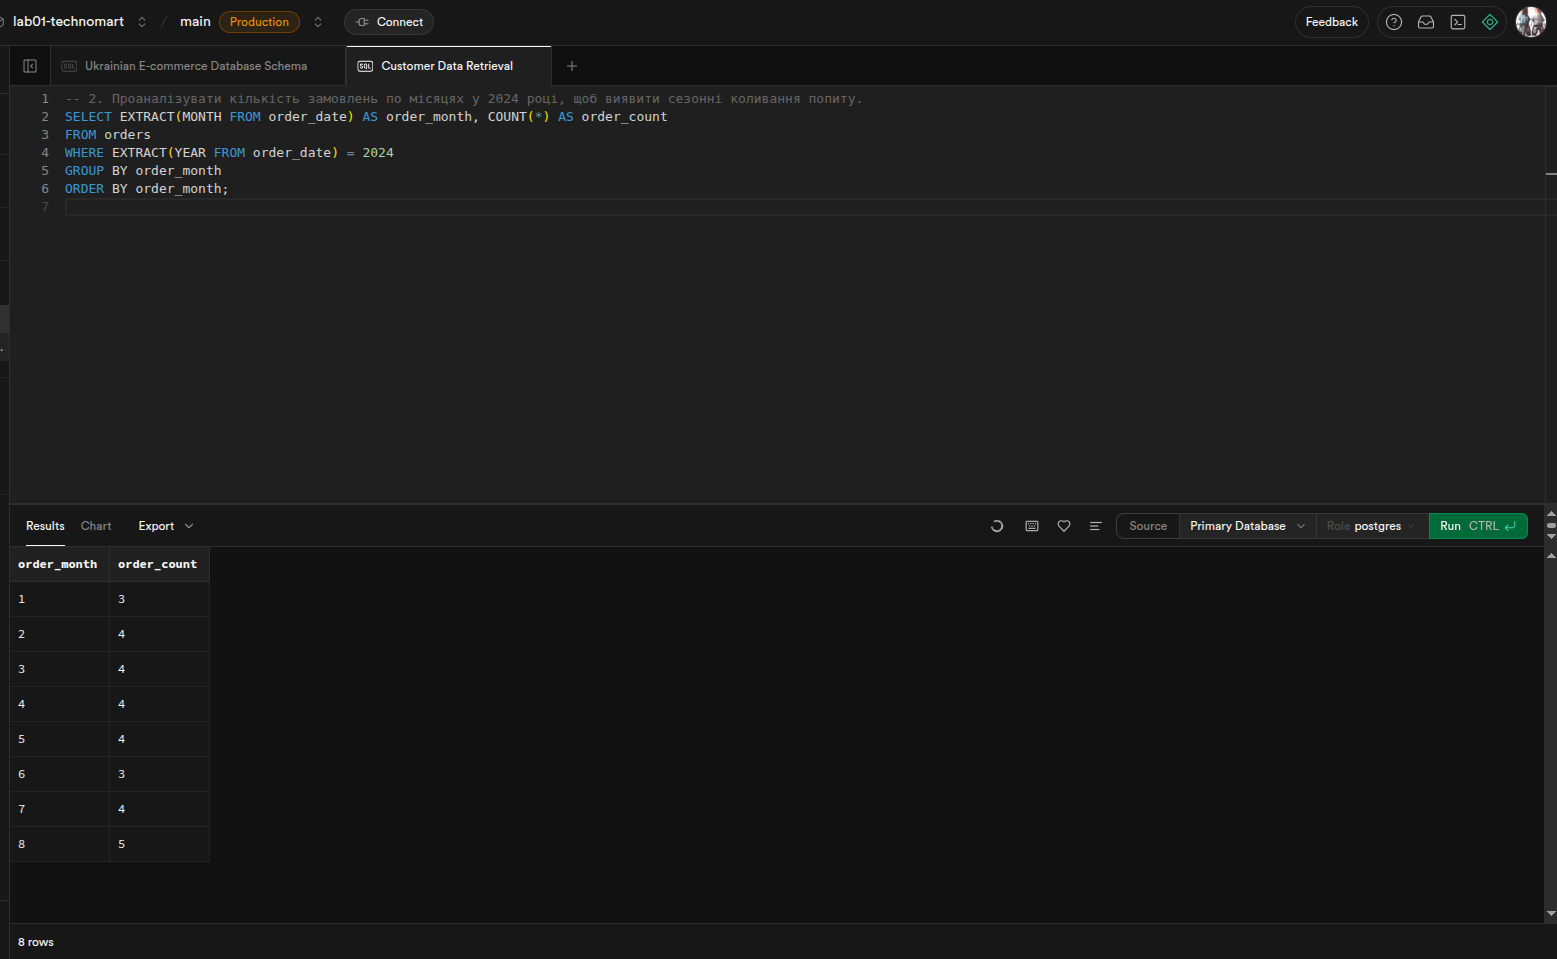 lab01-technomart / main Production Connect Feedback
SQL Ukrainian E-commerce Database Schema SQL Customer Data Retrieval +
1 -- 2. Проаналізувати кількість замовлень по місяцях у 2024 році, щоб виявити сезонні коливання попиту.
2 SELECT EXTRACT(MONTH FROM order_date) AS order_month, COUNT(*) AS order_count
3 FROM orders
4 WHERE EXTRACT(YEAR FROM order_date) = 2024
5 GROUP BY order_month
6 ORDER BY order_month;
7
Results Chart Export Source Primary Database Role postgres Run CTRL
order_month order_count
1 3
2 4
3 4
4 4
5 4
6 3
7 4
8 5
8 rows